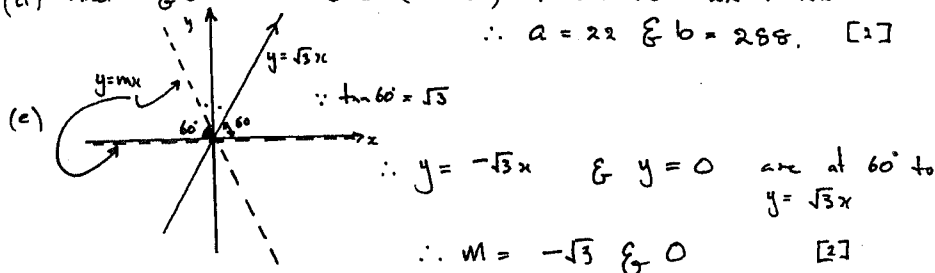 ∴ a = 22 & b = 288. [2]
y
y = √3x
y=mx
∵ tan 60° = √3
(e)
60°
60
x
∴ y = -√3x & y = 0 are at 60° to
y = √3x
∴ m = -√3 & 0 [2]